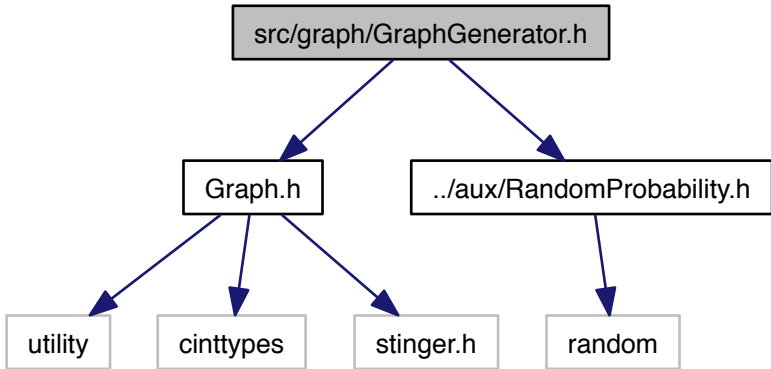 src/graph/GraphGenerator.h
Graph.h
../aux/RandomProbability.h
utility
cinttypes
stinger.h
random